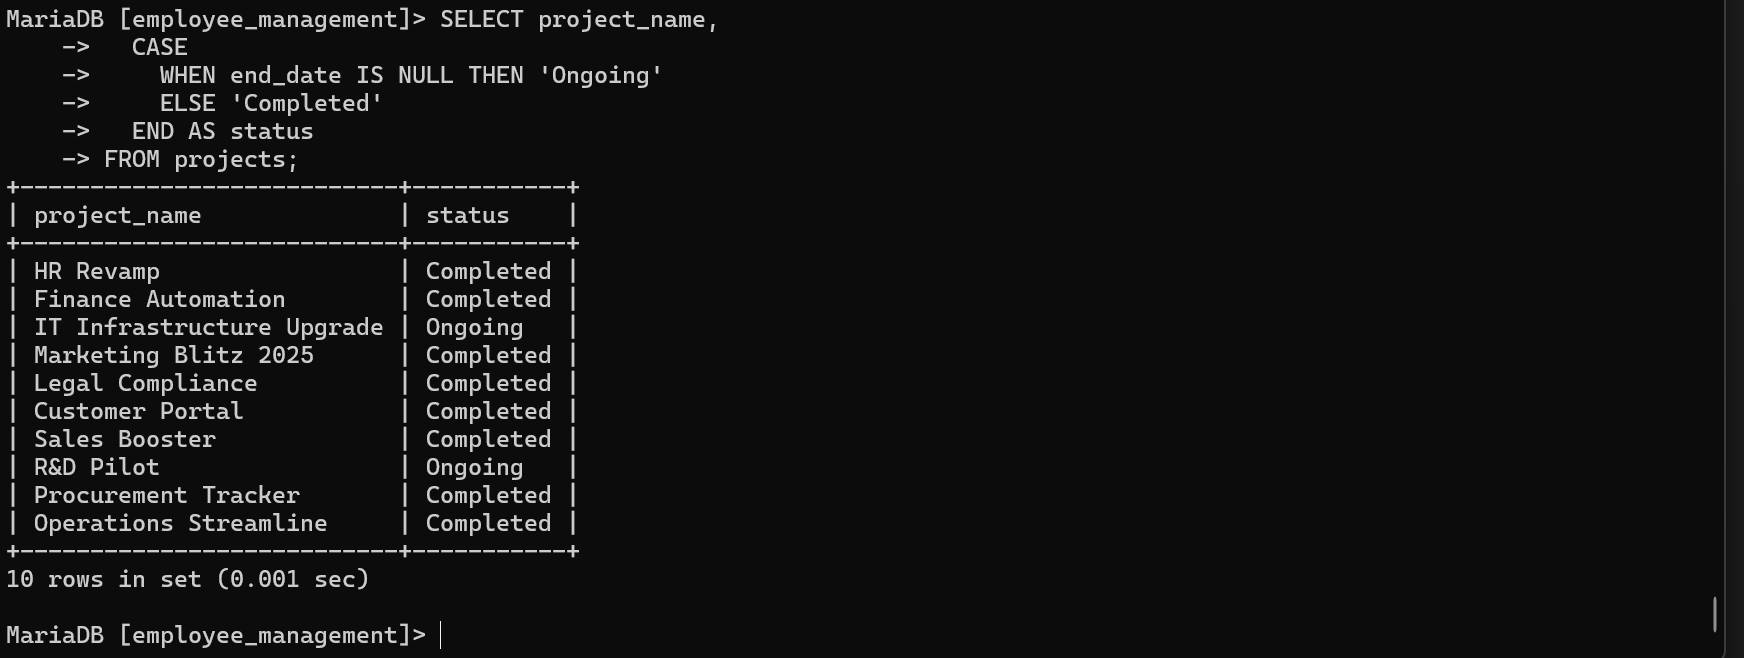 MariaDB [employee_management]> SELECT project_name,
    ->   CASE
    ->     WHEN end_date IS NULL THEN 'Ongoing'
    ->     ELSE 'Completed'
    ->   END AS status
    -> FROM projects;
+---------------------------+-----------+
| project_name              | status    |
+---------------------------+-----------+
| HR Revamp                 | Completed |
| Finance Automation        | Completed |
| IT Infrastructure Upgrade | Ongoing   |
| Marketing Blitz 2025      | Completed |
| Legal Compliance          | Completed |
| Customer Portal           | Completed |
| Sales Booster             | Completed |
| R&D Pilot                 | Ongoing   |
| Procurement Tracker       | Completed |
| Operations Streamline     | Completed |
+---------------------------+-----------+
10 rows in set (0.001 sec)

MariaDB [employee_management]>